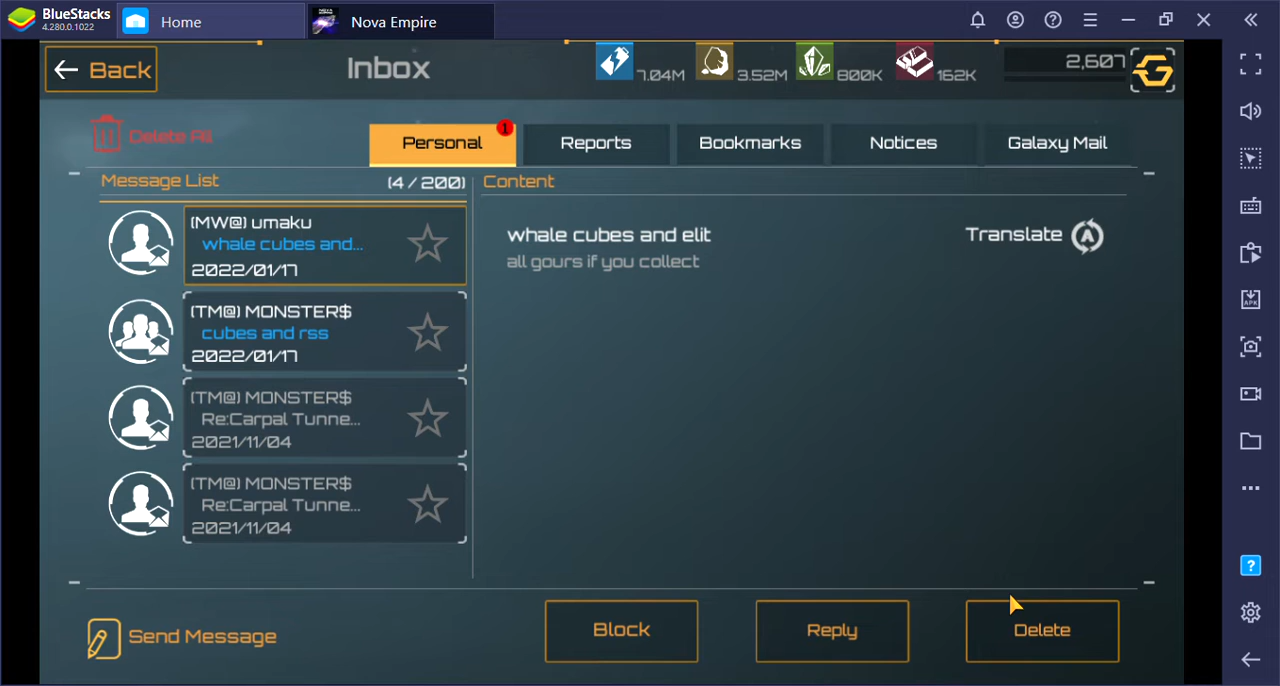 BlueStacks
4.280.0.1022
Home
Nova Empire
Back
Inbox
7.04M
3.52M
800K
162K
2,607
Delete All
Personal
1
Reports
Bookmarks
Notices
Galaxy Mail
Message List
(4/200)
Content
(MW@) umaku
whale cubes and...
2022/01/17
(TM@) MONSTER$
cubes and rss
2022/01/17
(TM@) MONSTER$
Re:Carpal Tunne...
2021/11/04
(TM@) MONSTER$
Re:Carpal Tunne...
2021/11/04
whale cubes and elit
Translate
A
all gours if you collect
Send Message
Block
Reply
Delete
APK
?